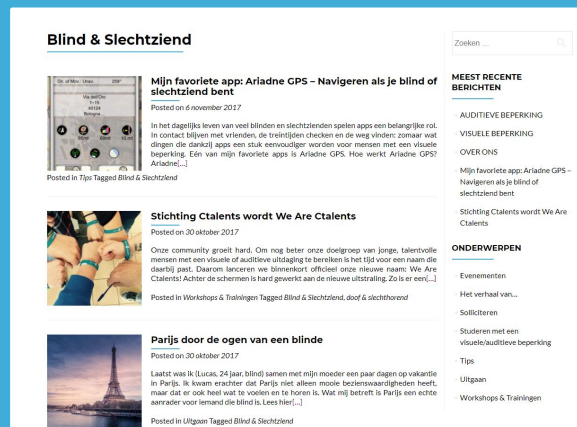 Blind & Slechtziend
Mijn favoriete app: Ariadne GPS – Navigeren als je blind of
slechtziend bent
Posted on 6 november 2017
In het dagelijks leven van veel blinden en slechtzienden spelen apps een belangrijke rol.
In contact blijven met vrienden, de treintijden checken en de weg vinden: zomaar wat
dingen die dankzij apps een stuk eenvoudiger worden voor mensen met een visuele
beperking. Eén van mijn favoriete apps is Ariadne GPS. Hoe werkt Ariadne GPS?
Ariadne[...]
Posted in Tips Tagged Blind & Slechtziend
Stichting Ctalents wordt We Are Ctalents
Posted on 30 oktober 2017
Onze community groeit hard. Om nog beter onze doelgroep van jonge, talentvolle
mensen met een visuele of auditieve uitdaging te bereiken is het tijd voor een naam die
daarbij past. Daarom lanceren we binnenkort officieel onze nieuwe naam: We Are
Ctalents! Achter de schermen is hard gewerkt aan de nieuwe uitstraling. Zo is er een[...]
Posted in Workshops & Trainingen Tagged Blind & Slechtziend, doof & slechthorend
Parijs door de ogen van een blinde
Posted on 30 oktober 2017
Laatst was ik (Lucas, 24 jaar, blind) samen met mijn moeder een paar dagen op vakantie
in Parijs. Ik kwam erachter dat Parijs niet alleen mooie bezienswaardigheden heeft,
maar dat er ook heel wat te voelen en te horen is. Wat mij betreft is Parijs een echte
aanrader voor iemand die blind is. Lees hier[...]
Posted in Uitgaan Tagged Blind & Slechtziend
Zoeken ...
MEEST RECENTE
BERICHTEN
AUDITIEVE BEPERKING
VISUELE BEPERKING
OVER ONS
Mijn favoriete app: Ariadne GPS –
Navigeren als je blind of
slechtziend bent
Stichting Ctalents wordt We Are
Ctalents
ONDERWERPEN
Evenementen
Het verhaal van...
Solliciteren
Studeren met een
visuele/auditieve beperking
Tips
Uitgaan
Workshops & Trainingen